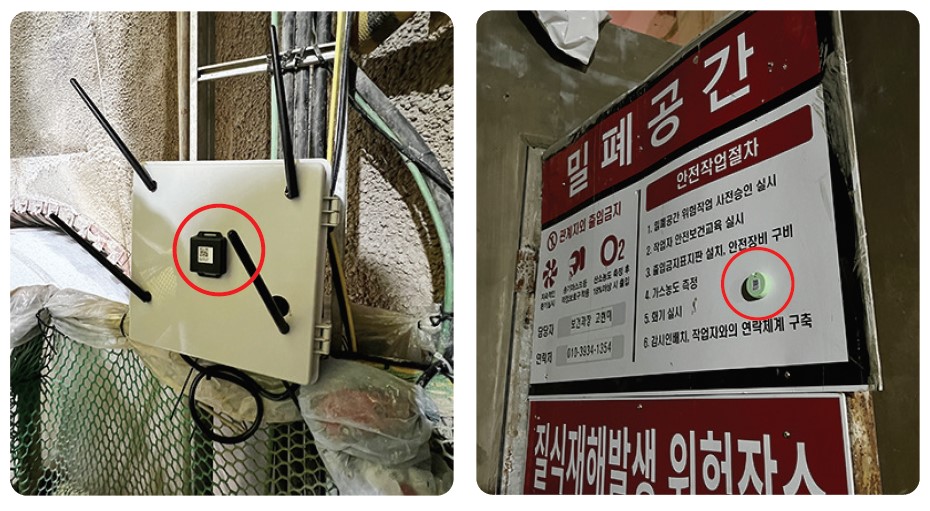 밀폐공간
관계자외 출입금지
O2
담당자
보건과장
연락처
010-3934-1354
안전작업절차
1. 밀폐공간 위험작업 사전승인 실시
2. 작업자 안전보건교육 실시
3. 출입금지표지판 설치, 안전장비 구비
4. 가스농도 측정
5. 환기 실시
6. 감시인배치, 작업자와의 연락체계 구축
질식재해발생 위험장소